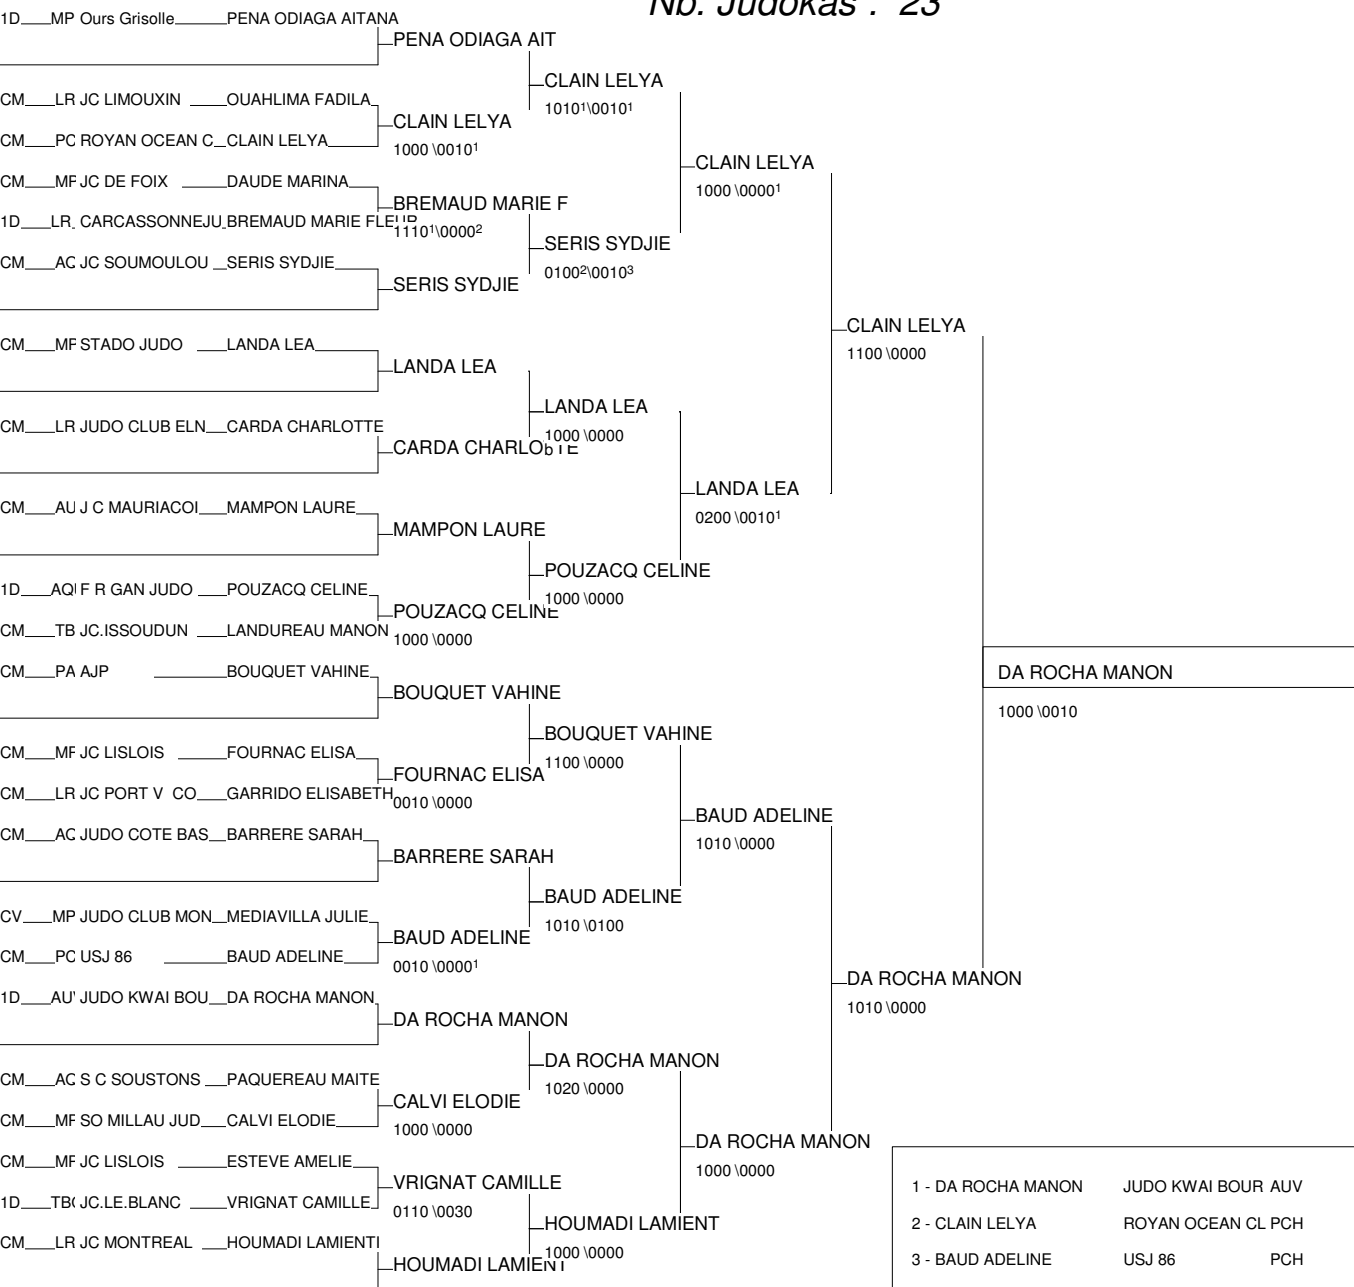 Nb. Judokas : 23
1D MP Ours Grisolle PENA ODIAGA AITANA
PENA ODIAGA AIT
CLAIN LELYA
1010¹\0010¹
CM LR JC LIMOUXIN OUAHLIMA FADILA
CLAIN LELYA
1000 \0010¹
CM PC ROYAN OCEAN C CLAIN LELYA
CLAIN LELYA
1000 \0000¹
CM MF JC DE FOIX DAUDE MARINA
BREMAUD MARIE F
1110¹\0000²
1D LR CARCASSONNEJU BREMAUD MARIE FLEUR
SERIS SYDJIE
0100²\0010³
CM AQ JC SOUMOULOU SERIS SYDJIE
SERIS SYDJIE
CLAIN LELYA
1100 \0000
CM MF STADO JUDO LANDA LEA
LANDA LEA
LANDA LEA
1000 \0000
CM LR JUDO CLUB ELN CARDA CHARLOTTE
CARDA CHARLOTTE
LANDA LEA
0200 \0010¹
CM AU J C MAURIACOI MAMPON LAURE
MAMPON LAURE
POUZACQ CELINE
1000 \0000
1D AQ F R GAN JUDO POUZACQ CELINE
POUZACQ CELINE
1000 \0000
CM TB JC.ISSOUDUN LANDUREAU MANON
CM PA AJP BOUQUET VAHINE
DA ROCHA MANON
1000 \0010
BOUQUET VAHINE
BOUQUET VAHINE
1100 \0000
CM MF JC LISLOIS FOURNAC ELISA
FOURNAC ELISA
0010 \0000
CM LR JC PORT V CO GARRIDO ELISABETH
BAUD ADELINE
1010 \0000
CM AQ JUDO COTE BAS BARRERE SARAH
BARRERE SARAH
BAUD ADELINE
1010 \0100
CV MP JUDO CLUB MON MEDIAVILLA JULIE
BAUD ADELINE
0010 \0000¹
CM PC USJ 86 BAUD ADELINE
DA ROCHA MANON
1010 \0000
1D AU JUDO KWAI BOU DA ROCHA MANON
DA ROCHA MANON
DA ROCHA MANON
1020 \0000
CM AQ S C SOUSTONS PAQUEREAU MAITE
CALVI ELODIE
1000 \0000
CM MF SO MILLAU JUD CALVI ELODIE
DA ROCHA MANON
1000 \0000
CM MF JC LISLOIS ESTEVE AMELIE
VRIGNAT CAMILLE
0110 \0030
1D TB JC.LE.BLANC VRIGNAT CAMILLE
HOUMADI LAMIENT
1000 \0000
CM LR JC MONTREAL HOUMADI LAMIENTI
HOUMADI LAMIENT
1 - DA ROCHA MANON JUDO KWAI BOUR AUV
2 - CLAIN LELYA ROYAN OCEAN CL PCH
3 - BAUD ADELINE USJ 86 PCH